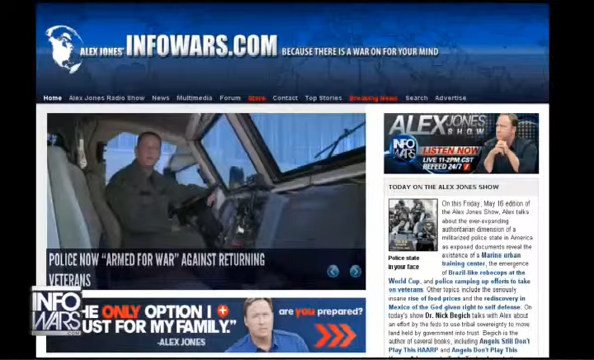 ALEX JONES' INFOWARS.COM BECAUSE THERE IS A WAR ON FOR YOUR MIND
Home Alex Jones Radio Show News Multimedia Forum Store Contact Top Stories Breaking News Search Advertise
ALEX
JONES
SHOW
INFO
WARS
LISTEN NOW
LIVE 11-2PM CST
REFEED 24/7
TODAY ON THE ALEX JONES SHOW
On this Friday, May 16 edition of
the Alex Jones Show, Alex talks
about the ever-expanding
authoritarian dimension of a
militarized police state in America
as exposed documents reveal the
existence of a Marine urban
training center, the emergence
of Brazil-like robocops at the
World Cup, and police ramping up efforts to take
on veterans. Other topics include the seriously
insane rise of food prices and the rediscovery in
Mexico of the God given right to self defense. On
today's show Dr. Nick Begich talks with Alex about
an effort by the feds to use tribal sovereignty to more
land held by government into trust. Begich is the
author of several books, including Angels Still Don't
Play This HAARP and Angels Don't Play This
Police state
in your face
POLICE NOW "ARMED FOR WAR" AGAINST RETURNING
VETERANS
INFO
WARS
.COM
HE ONLY OPTION I
UST FOR MY FAMILY."
-ALEX JONES
are you prepared?